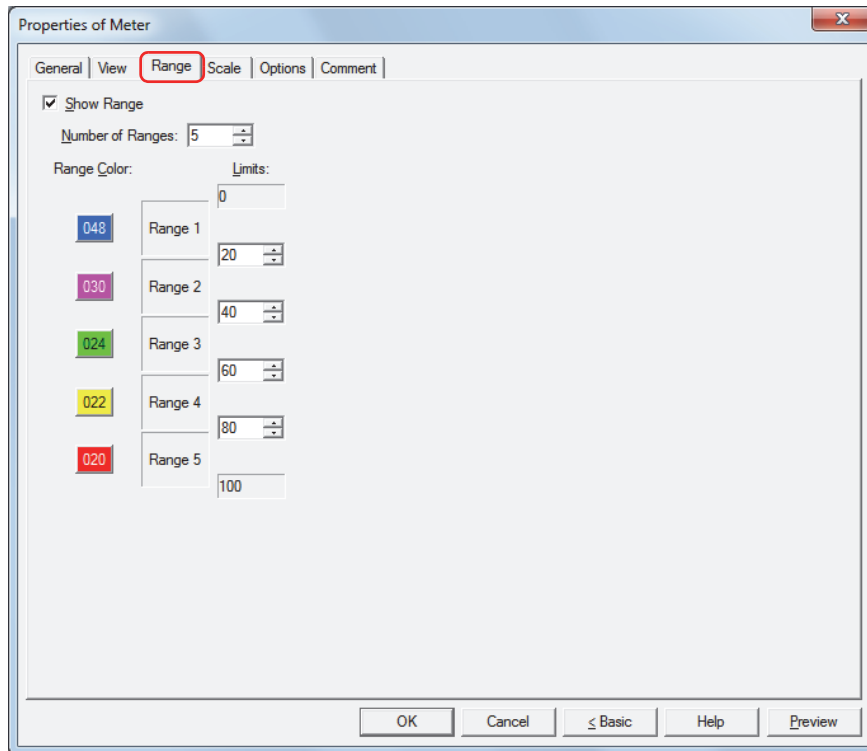 Properties of Meter
x
General View Range Scale Options Comment
Show Range
Number of Ranges: 5
Range Color: Limits:
0
048 Range 1
20
030 Range 2
40
024 Range 3
60
022 Range 4
80
020 Range 5
100
OK Cancel < Basic Help Preview